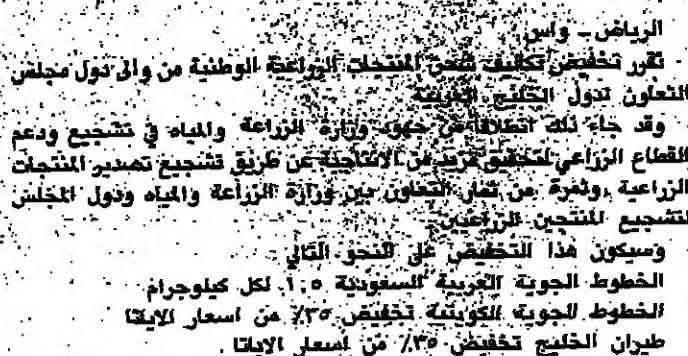 الرياض ـ واس
تقرر تخفيض تكاليف شحن المنتجات الزراعية الوطنية من والى دول مجلس
التعاون لدول الخليج العربية
وقد جاء ذلك انطلاقا من جهود وزارة الزراعة والمياه في تشجيع ودعم
القطاع الزراعي لتحقيق مزيد من الانتاجية عن طريق تشجيع تصدير المنتجات
الزراعية وثمرة من ثمار التعاون بين وزارة الزراعة والمياه ودول المجلس
لتشجيع المنتجين الزراعيين
وسيكون هذا التخفيض على النحو التالي
الخطوط الجوية العربية السعودية ١,٥ لكل كيلوجرام
الخطوط الجوية الكويتية تخفيض ٣٥٪ من اسعار الاياتا
طيران الخليج تخفيض ٣٥٪ من اسعار الاياتا .